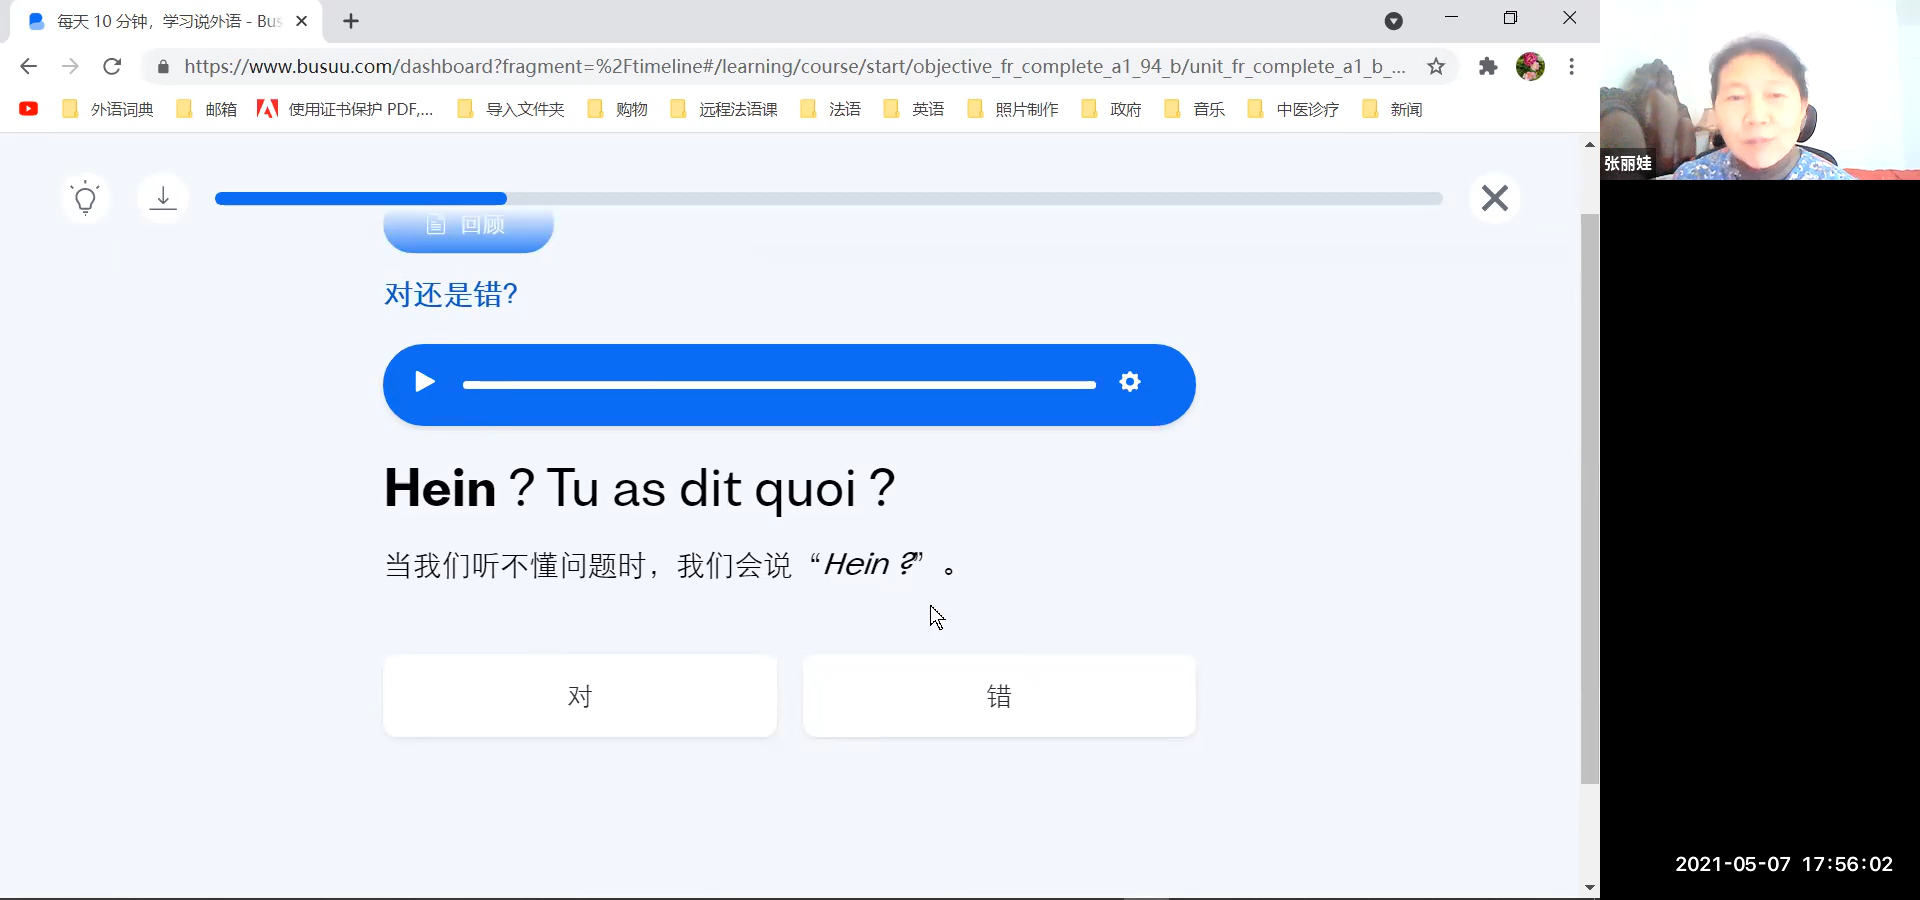 每天 10 分钟，学习说外语 - Bus
https://www.busuu.com/dashboard?fragment=%2Ftimeline#/learning/course/start/objective_fr_complete_a1_94_b/unit_fr_complete_a1_b_...
外语词典 邮箱 使用证书保护 PDF,... 导入文件夹 购物 远程法语课 法语 英语 照片制作 政府 音乐 中医诊疗 新闻
张丽娃
回顾
对还是错?
Hein ? Tu as dit quoi ?
当我们听不懂问题时，我们会说“Hein ?”。
对 错
2021-05-07 17:56:02